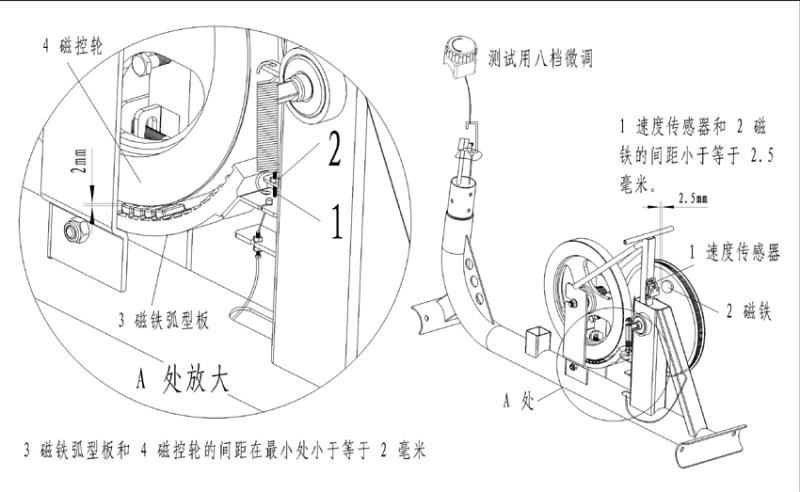 4 磁控轮
2mm
2
1
3 磁铁弧型板
A 处放大
3 磁铁弧型板和 4 磁控轮的间距在最小处小于等于 2 毫米
测试用八档微调
1 速度传感器和 2 磁
铁的间距小于等于 2.5
毫米。
2.5mm
1 速度传感器
2 磁铁
A 处